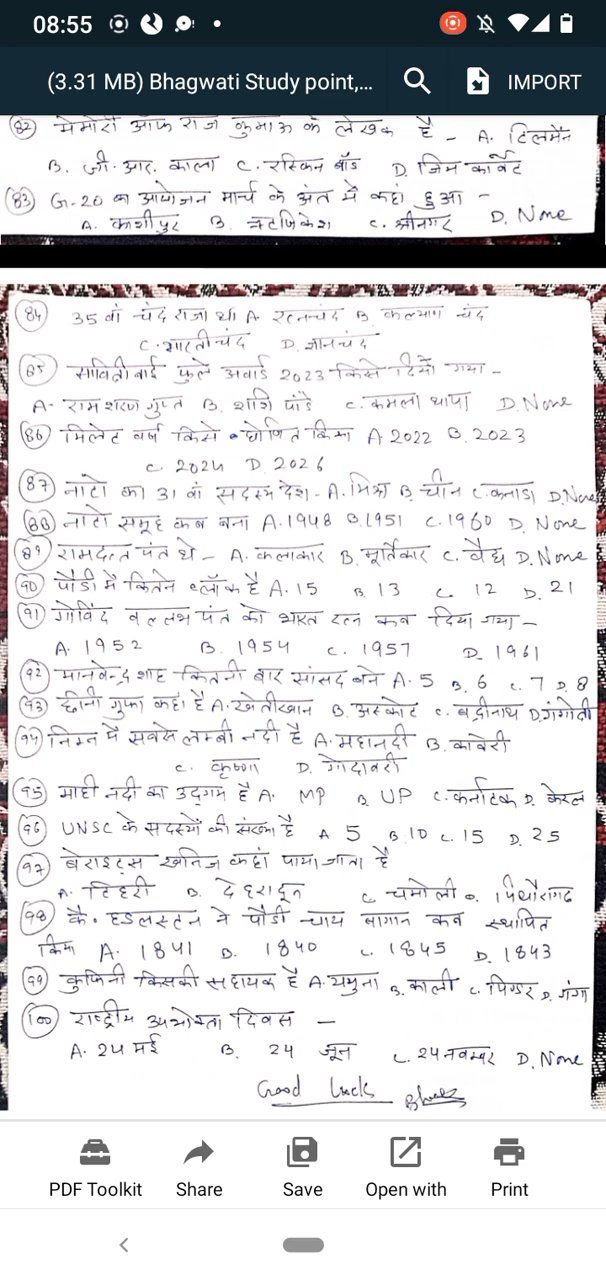 08:55
(3.31 MB) Bhagwati Study point,... IMPORT
82) मेमोरी ऑफ राज कुमाऊ के लेखक है - A. टिलमैन
B. जी. आर. काला C. रस्किन बॉंड D. जिम कार्बेट
83) G-20 का आयोजन मार्च के अंत में कहां हुआ -
A. काशीपुर B. ऋषिकेश C. श्रीनगर D. None
84) 35 वां चंद राजा था A. रतनचंद B. कल्याण चंद
C. भारतीचंद D. ज्ञानचंद
85) सावित्री बाई फुले अवार्ड 2023 किसे दिया गया -
A- रामशरण गुप्त B. शशि पांडे C. कमला थापा D. None
86) मिलेट वर्ष किसे घोषित किया A 2022 B. 2023
C. 2024 D. 2026
87) नाटो का 31 वां सदस्य देश - A. मिस्र B. चीन C. कनाडा D. None
88) नाटो समूह कब बना A. 1948 B. 1951 C. 1960 D. None
89) रामदत्त पंत थे - A. कलाकार B. मूर्तिकार C. वैद्य D. None
90) पौडी में कितने ब्लॉक है A. 15 B. 13 C. 12 D. 21
91) गोविंद बल्लभ पंत को भारत रत्न कब दिया गया -
A. 1952 B. 1954 C. 1957 D. 1961
92) मानवेन्द्र शाह कितनी बार सांसद बने A. 5 B. 6 C. 7 D. 8
93) हीनी गुफा कहां है A. खेतीखान B. अस्कोट C. बद्रीनाथ D. गंगोत्री
94) निम्न में सबसे लम्बी नदी है A. महानदी B. कावेरी
C. कृष्णा D. गोदावरी
95) माही नदी का उद्गम है A. MP B. UP C. कर्नाटक D. केरल
96) UNSC के सदस्यों की संख्या है A 5 B. 10 C. 15 D. 25
97) बेराइट्स खनिज कहां पाया जाता है
A. टिहरी B. देहरादून C. चमोली D. पिथौरागढ
98) कै. हडलस्टन ने पौडी चाय बागान कब स्थापित
किया A. 1841 B. 1840 C. 1845 D. 1843
99) कुफिनी किसकी सहायक है A. यमुना B. काली C. पिण्डर D. गंगा
100) राष्ट्रीय उपभोक्ता दिवस -
A. 24 मई B. 24 जून C. 24 नवम्बर D. None
Good Luck
PDF Toolkit Share Save Open with Print